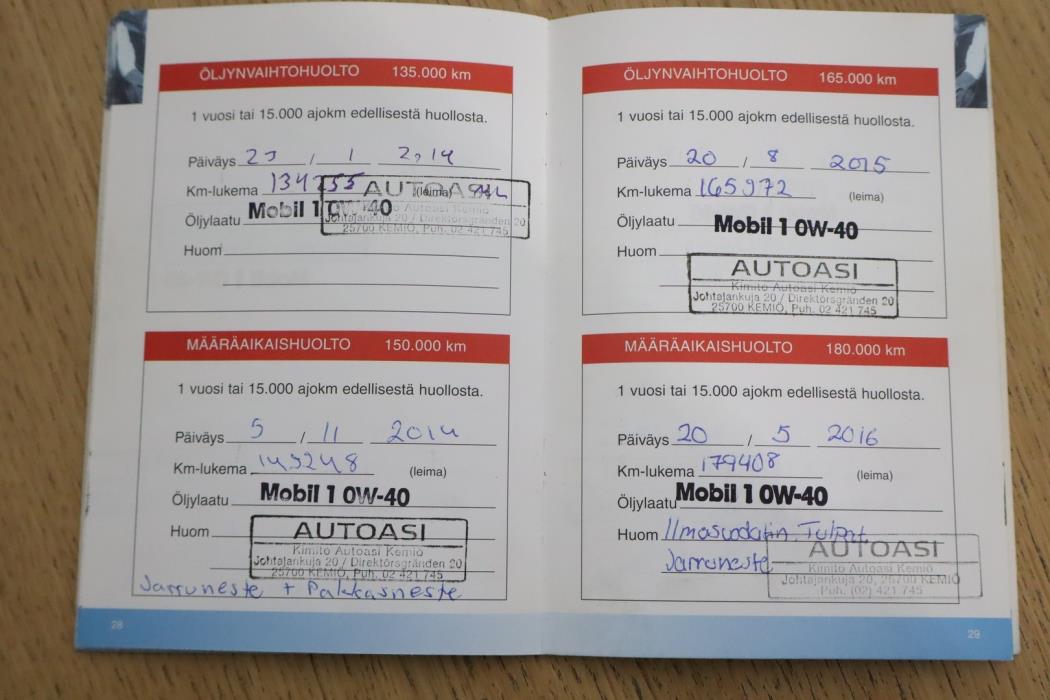 ÖLJYNVAIHTOHUOLTO 135.000 km
1 vuosi tai 15.000 ajokm edellisestä huollosta.
Päiväys / 1 2014
Km-lukema 134755 (leima)
AUTOASI
Öljylaatu Mobil 1 0W-40
Kimito Autoasi Kemiö
Johtajankuja 20 / Direktörsgränden 20
25700 KEMIÖ, Puh. 02 421 745
Huom
MÄÄRÄAIKAISHUOLTO 150.000 km
1 vuosi tai 15.000 ajokm edellisestä huollosta.
Päiväys 5 / 11 2014
Km-lukema 149248 (leima)
Öljylaatu Mobil 1 0W-40
Huom
AUTOASI
Kimito Autoasi Kemiö
Johtajankuja 20 / Direktörsgränden 20
25700 KEMIÖ, Puh. 02 421 745
Jarruneste + Pakkasneste
28
ÖLJYNVAIHTOHUOLTO 165.000 km
1 vuosi tai 15.000 ajokm edellisestä huollosta.
Päiväys 20 / 8 2015
Km-lukema 165972 (leima)
Öljylaatu Mobil 1 0W-40
Huom
AUTOASI
Kimito Autoasi Kemiö
Johtajankuja 20 / Direktörsgränden 20
25700 KEMIÖ, Puh. 02 421 745
MÄÄRÄAIKAISHUOLTO 180.000 km
1 vuosi tai 15.000 ajokm edellisestä huollosta.
Päiväys 20 / 5 2016
Km-lukema 179408 (leima)
Öljylaatu Mobil 1 0W-40
Huom Ilmasuodatin, Tulpat,
Jarruneste
AUTOASI
Kimito Autoasi Kemiö
Johtajankuja 20, 25700 KEMIÖ
Puh. (02) 421 745
29